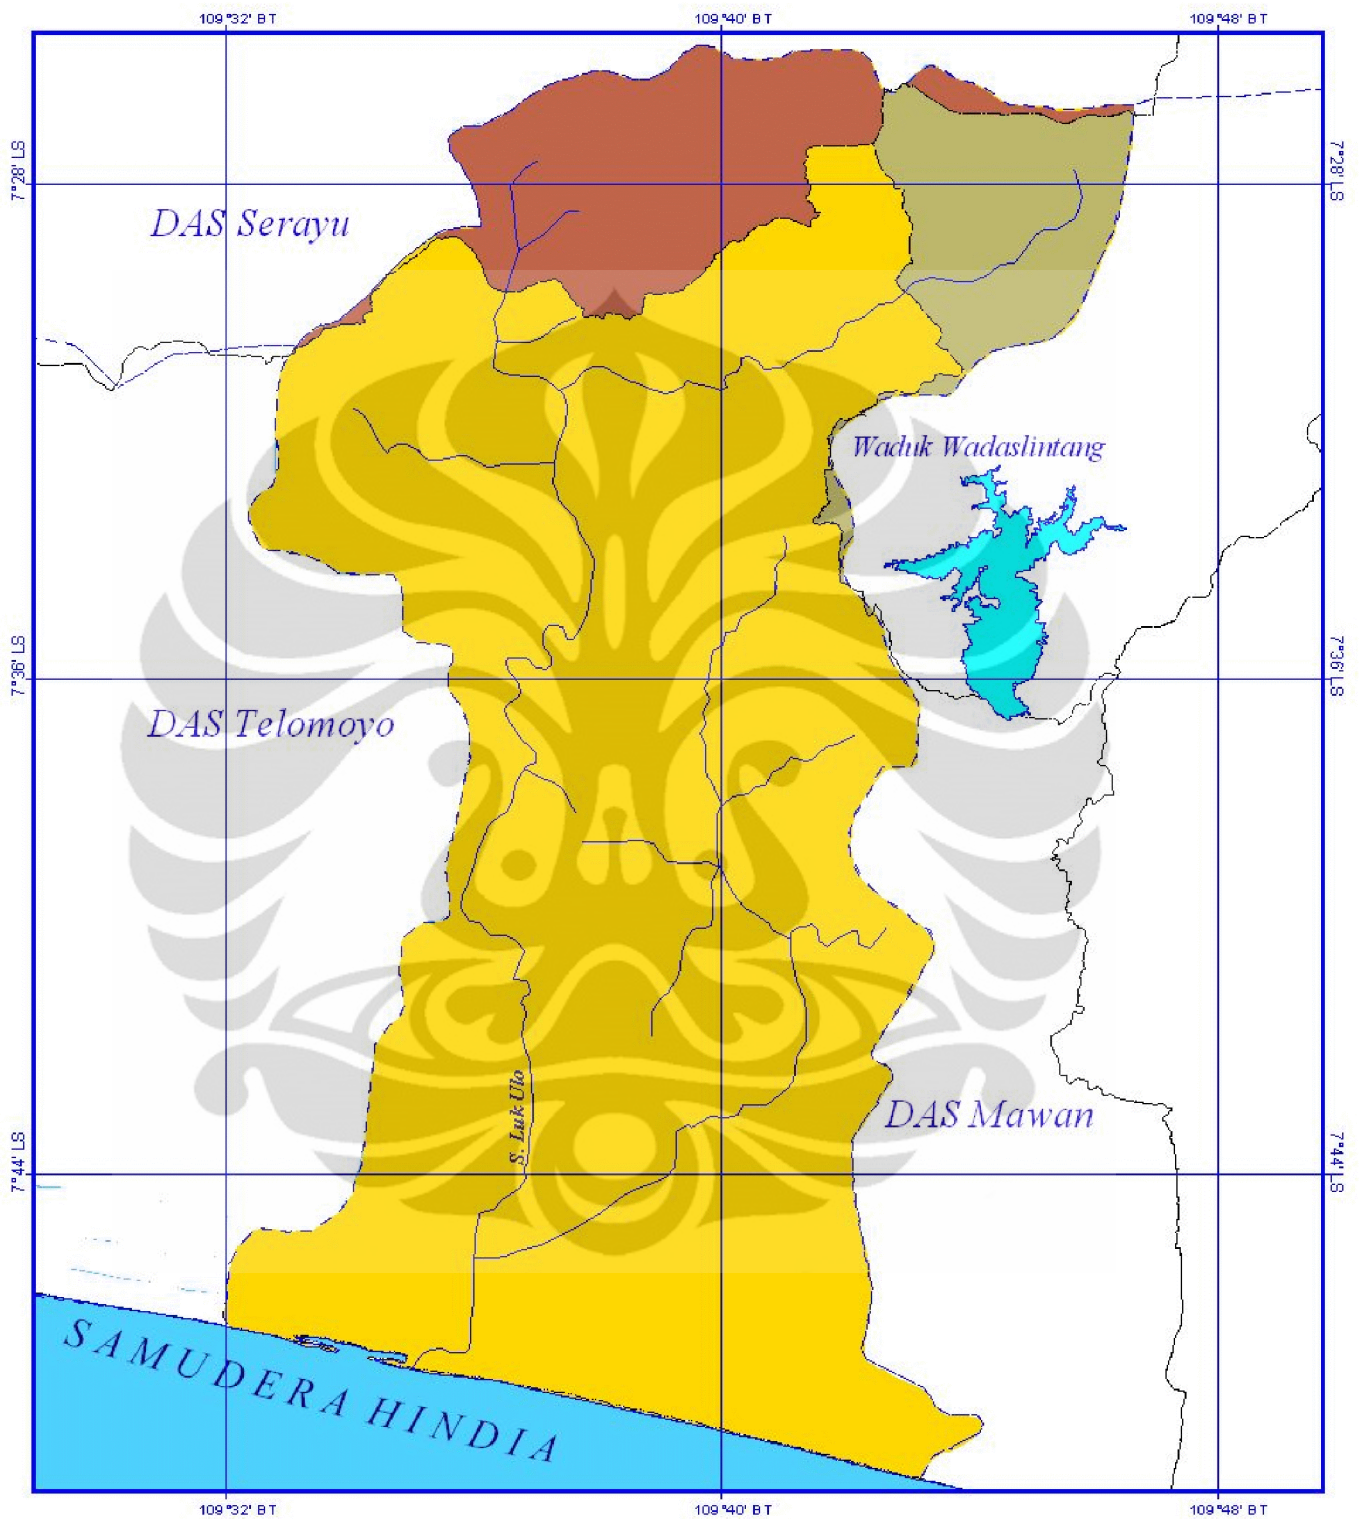 109°32' BT
109°40' BT
109°48' BT
7°28' LS
7°28' LS
DAS Serayu
Waduk Wadaslintang
7°36' LS
7°36' LS
DAS Telomoyo
S. Luk Ulo
DAS Mawan
7°44' LS
7°44' LS
SAMUDERA HINDIA
109°32' BT
109°40' BT
109°48' BT